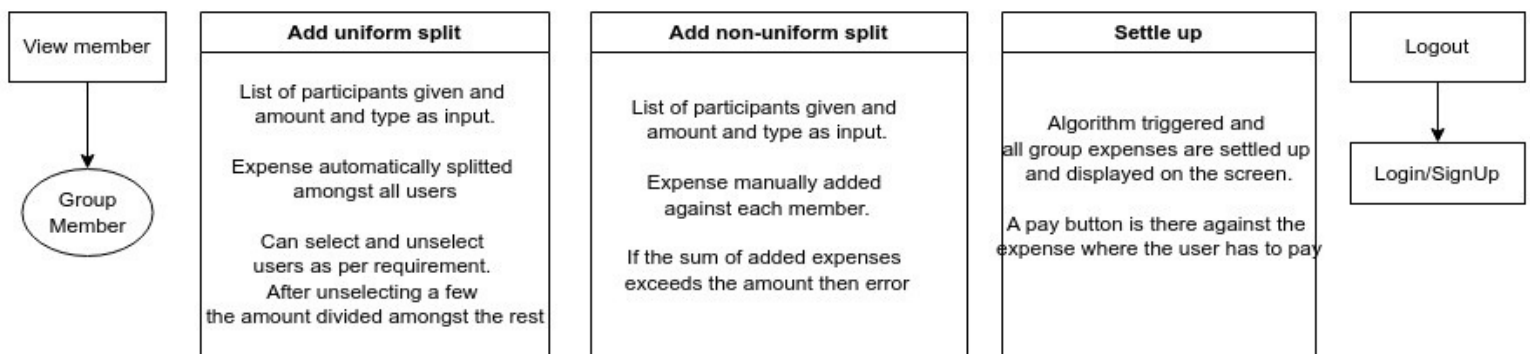 View member
Group
Member
Add uniform split
List of participants given and
amount and type as input.
Expense automatically splitted
amongst all users
Can select and unselect
users as per requirement.
After unselecting a few
the amount divided amongst the rest
Add non-uniform split
List of participants given and
amount and type as input.
Expense manually added
against each member.
If the sum of added expenses
exceeds the amount then error
Settle up
Algorithm triggered and
all group expenses are settled up
and displayed on the screen.
A pay button is there against the
expense where the user has to pay
Logout
Login/SignUp